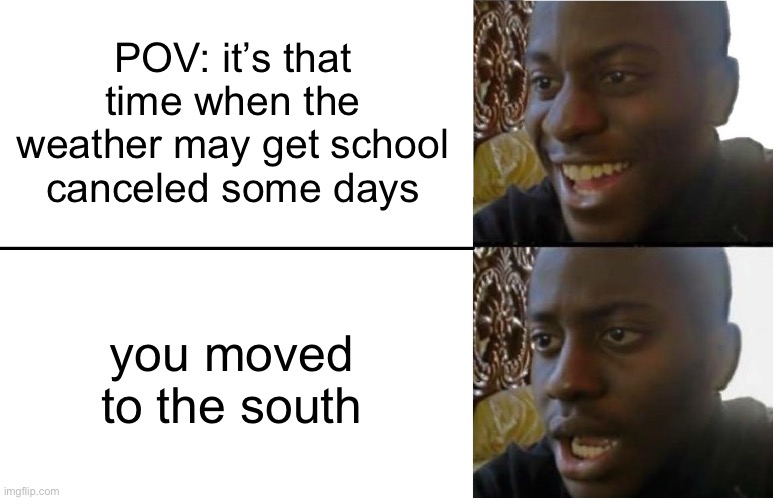 POV: it’s that
time when the
weather may get school
canceled some days
you moved
to the south
imgflip.com